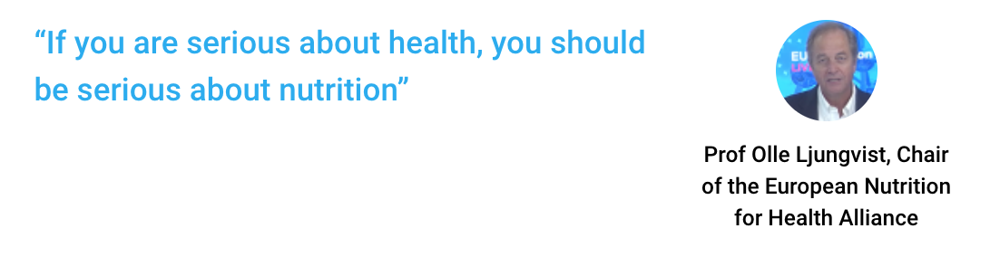 “If you are serious about health, you should
be serious about nutrition”
Prof Olle Ljungvist, Chair
of the European Nutrition
for Health Alliance